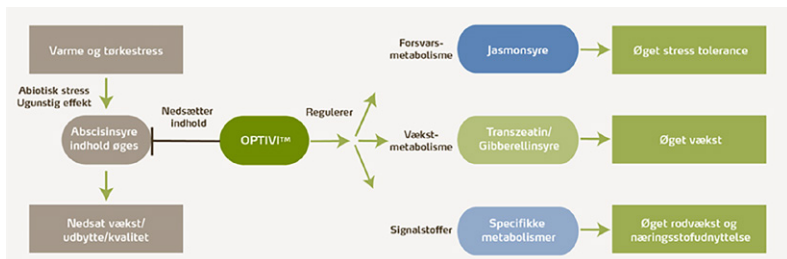 Varme og tørkestress
Abiotisk stress
Ugunstig effekt
Abscisinsyre
indhold øges
Nedsat vækst/
udbytte/kvalitet
Nedsætter
indhold
OPTIVI™
Regulerer
Forsvars-
metabolisme
Jasmonsyre
Øget stress tolerance
Vækst-
metabolisme
Transzeatin/
Gibberellinsyre
Øget vækst
Signalstoffer
Specifikke
metabolismer
Øget rodvækst og
næringsstofudnyttelse